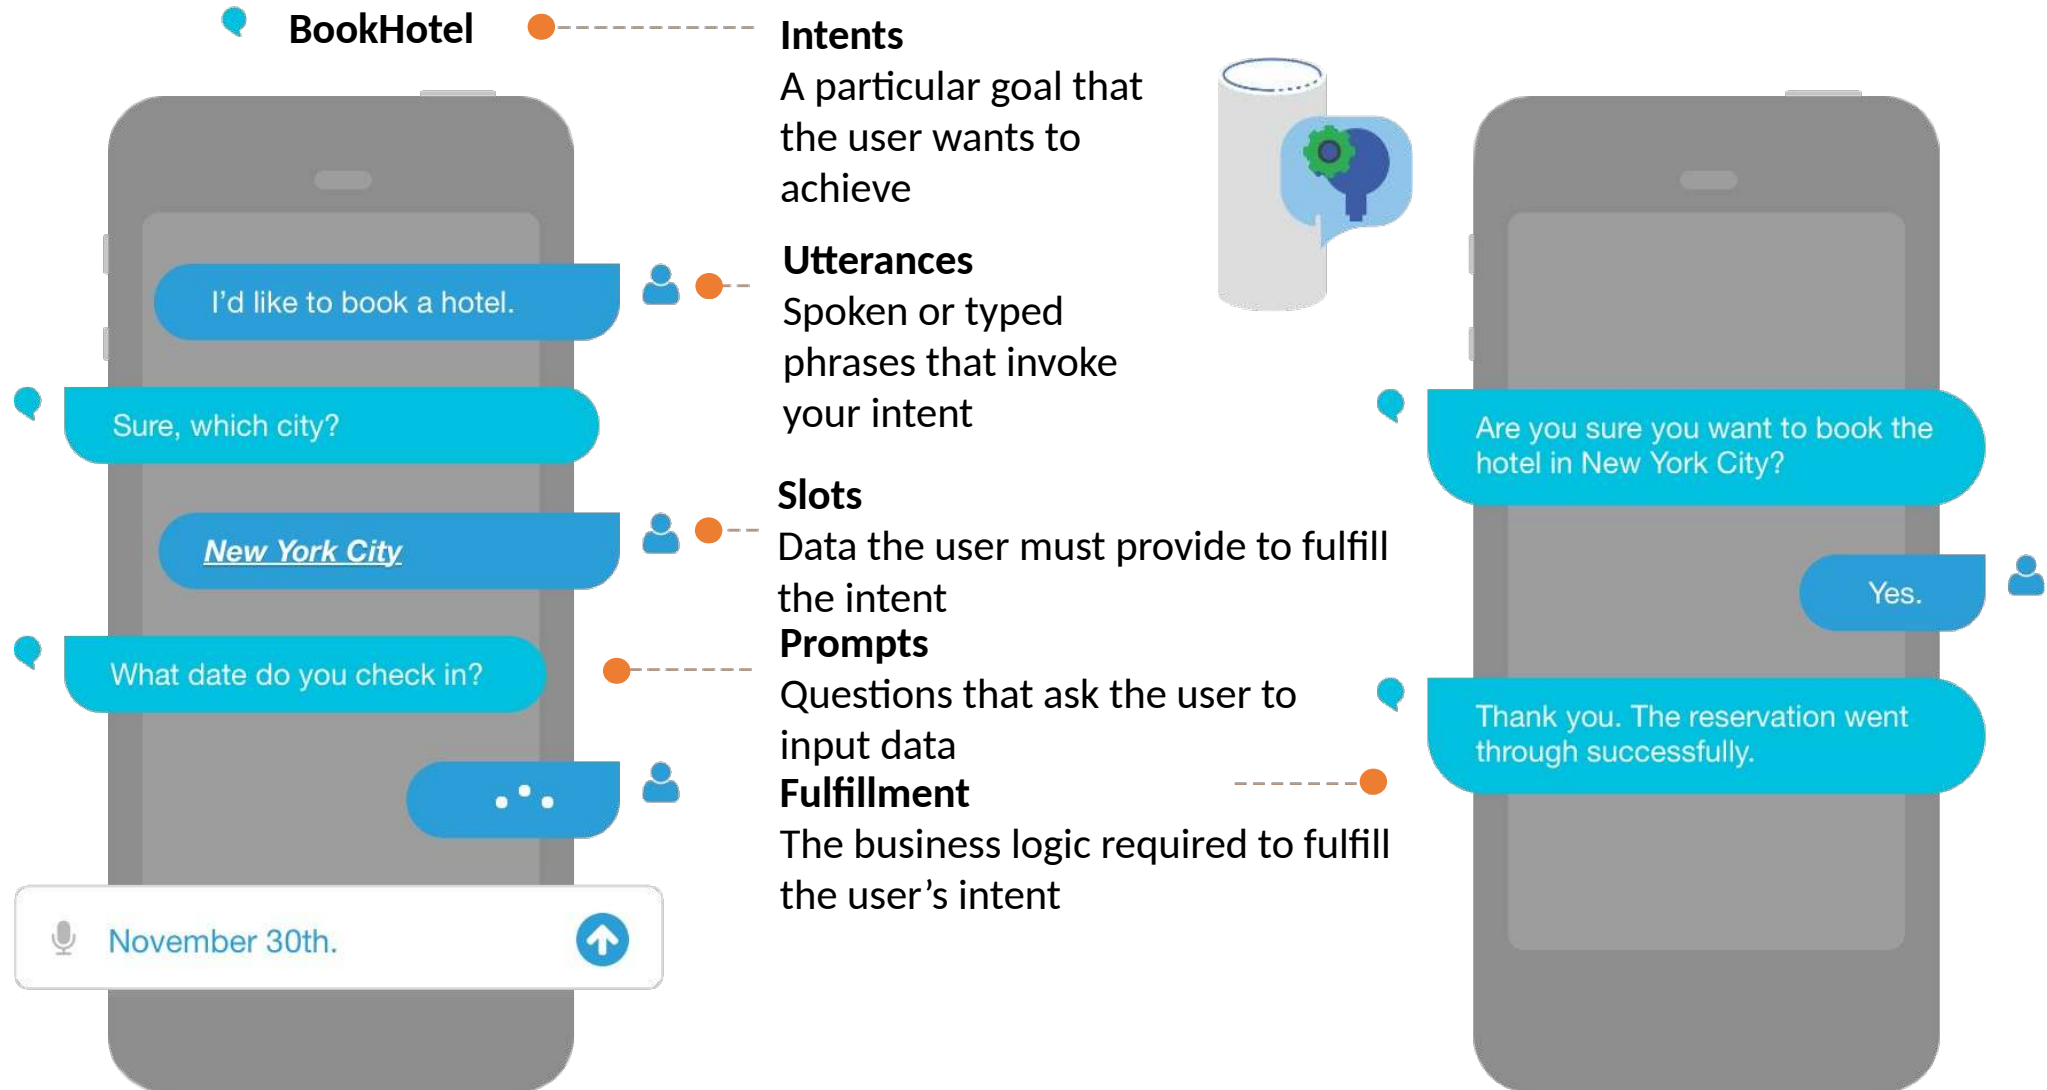 BookHotel
I'd like to book a hotel.
Sure, which city?
New York City
What date do you check in?
November 30th.
Intents
A particular goal that
the user wants to
achieve
Utterances
Spoken or typed
phrases that invoke
your intent
Slots
Data the user must provide to fulfill
the intent
Prompts
Questions that ask the user to
input data
Fulfillment
The business logic required to fulfill
the user’s intent
Are you sure you want to book the
hotel in New York City?
Yes.
Thank you. The reservation went
through successfully.